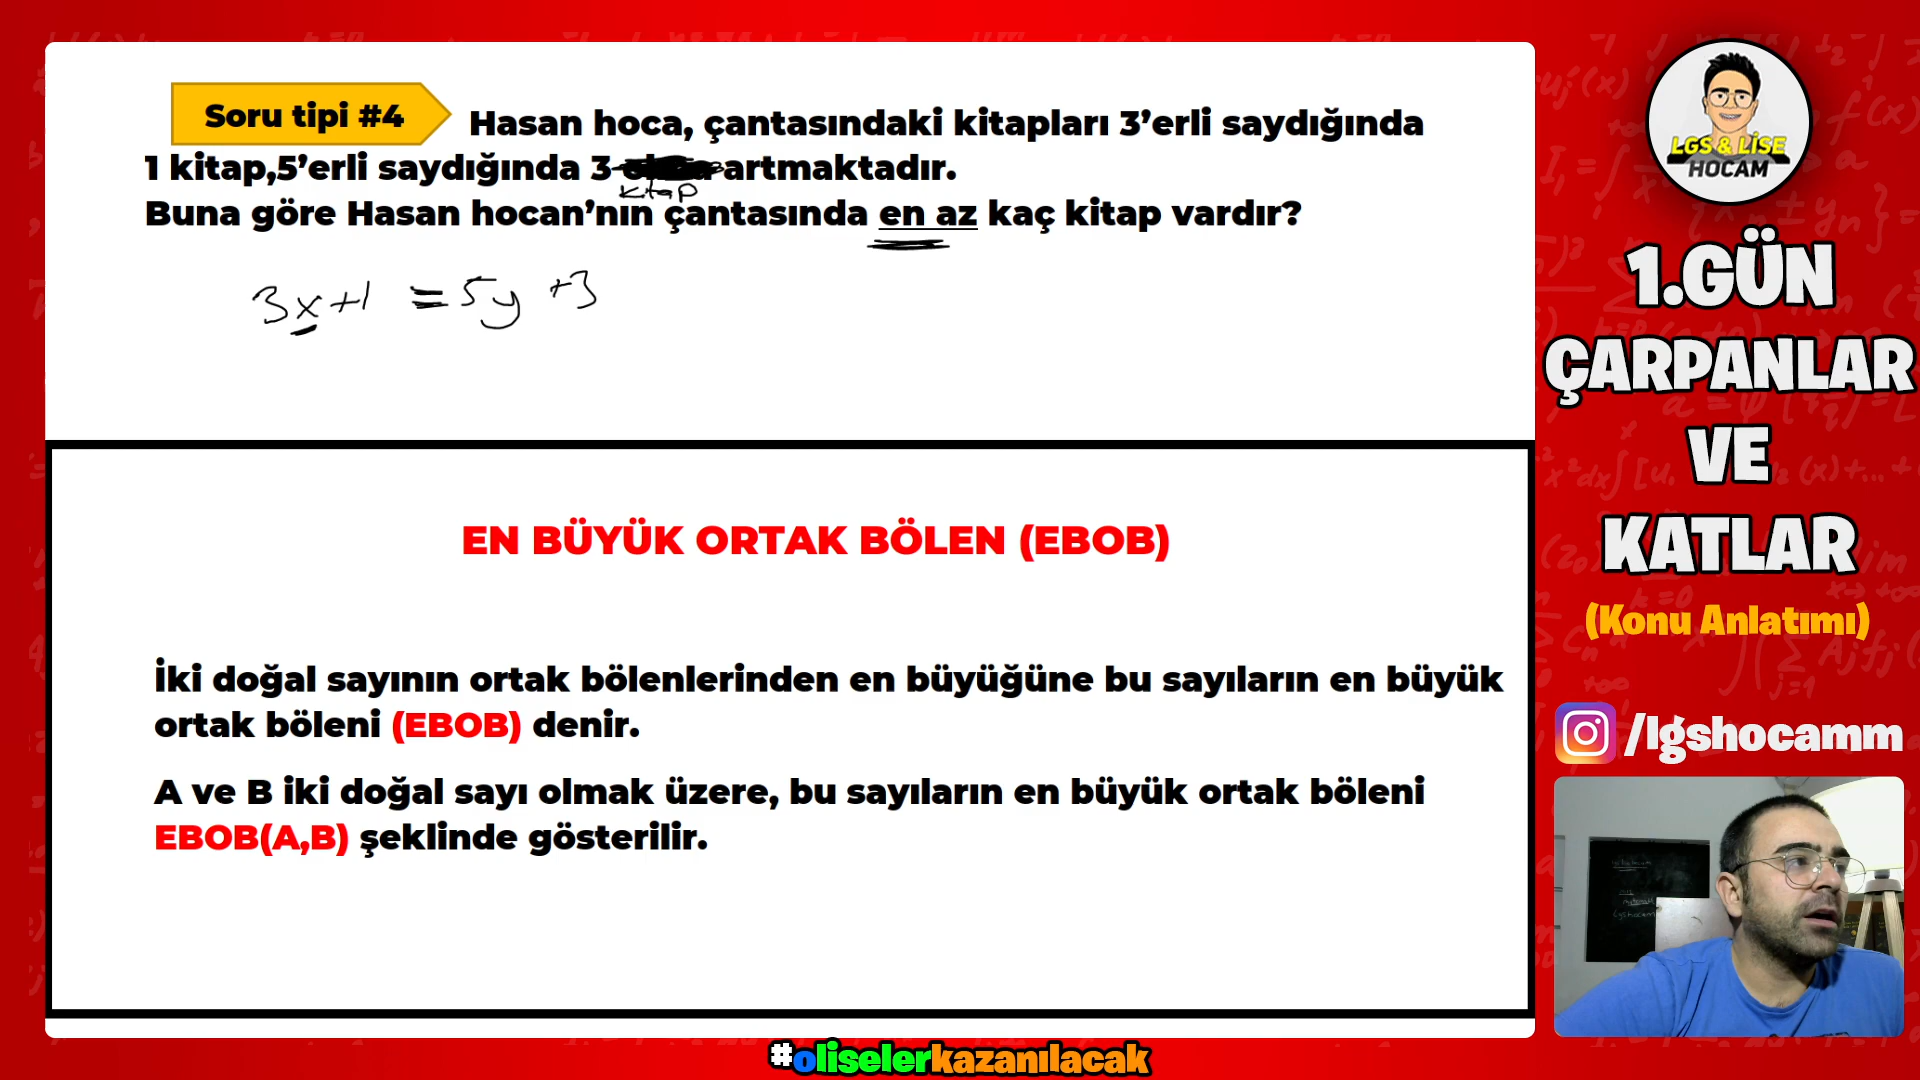 Soru tipi #4
Hasan hoca, çantasındaki kitapları 3’erli saydığında
1 kitap,5’erli saydığında 3 artmaktadır.
kitap
Buna göre Hasan hocan’nın çantasında en az kaç kitap vardır?
3x+1 = 5y +3
EN BÜYÜK ORTAK BÖLEN (EBOB)
İki doğal sayının ortak bölenlerinden en büyüğüne bu sayıların en büyük
ortak böleni (EBOB) denir.
A ve B iki doğal sayı olmak üzere, bu sayıların en büyük ortak böleni
EBOB(A,B) şeklinde gösterilir.
LGS & LİSE
HOCAM
1.GÜN
ÇARPANLAR
VE
KATLAR
(Konu Anlatımı)
/lgshocamm
#oliselerkazanılacak